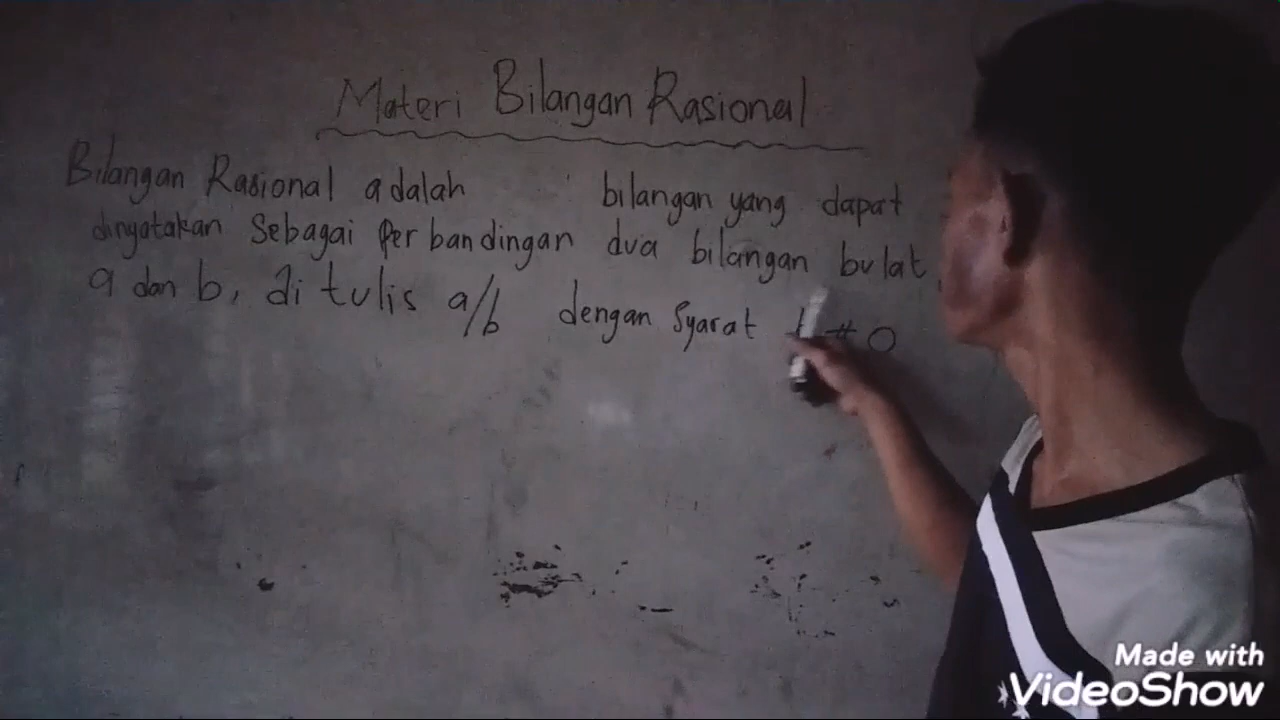 Materi Bilangan Rasional
Bilangan Rasional adalah bilangan yang dapat
dinyatakan Sebagai Perbandingan dua bilangan bulat
a dan b, di tulis a/b dengan Syarat b ≠ 0
Made with
VideoShow